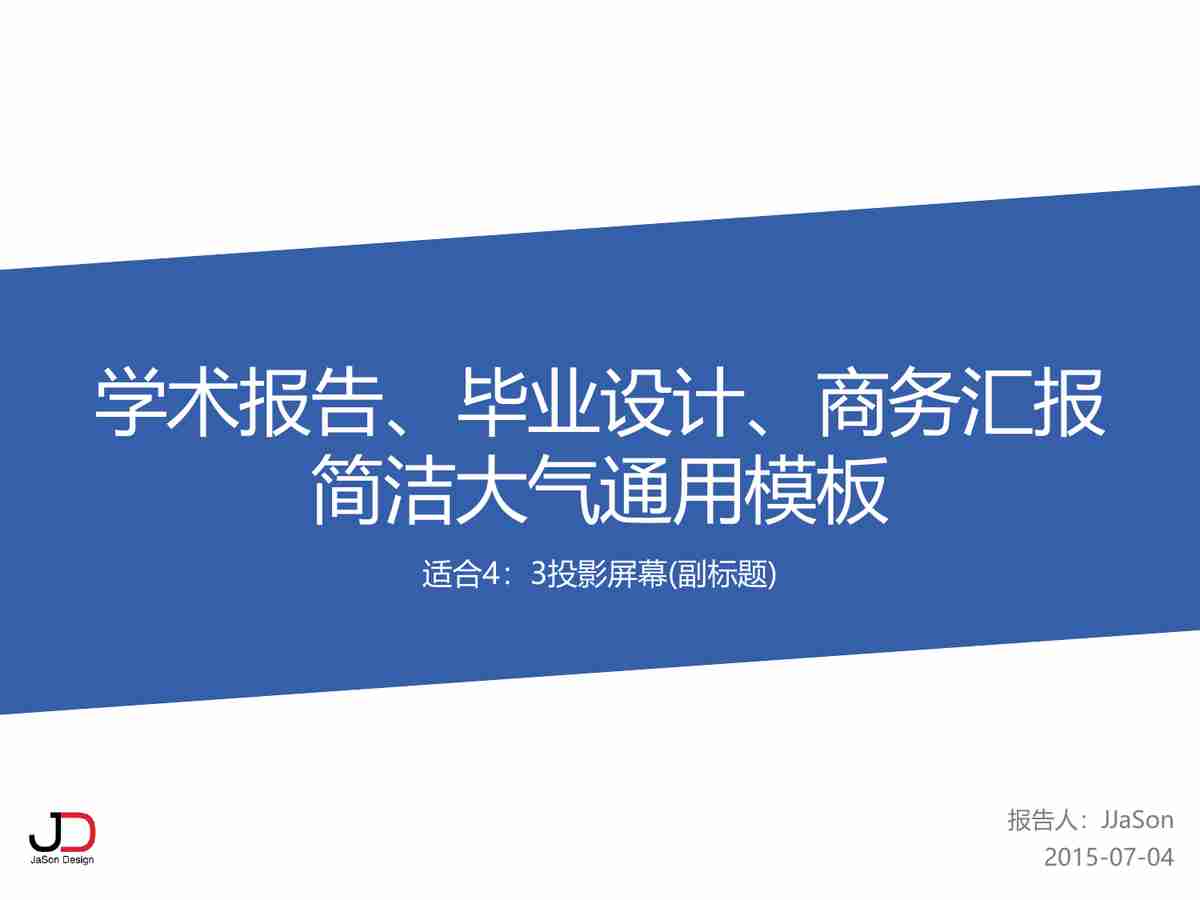 学术报告、毕业设计、商务汇报
简洁大气通用模板
适合4：3投影屏幕(副标题)
JD
JaSon Design
报告人：JJaSon
2015-07-04